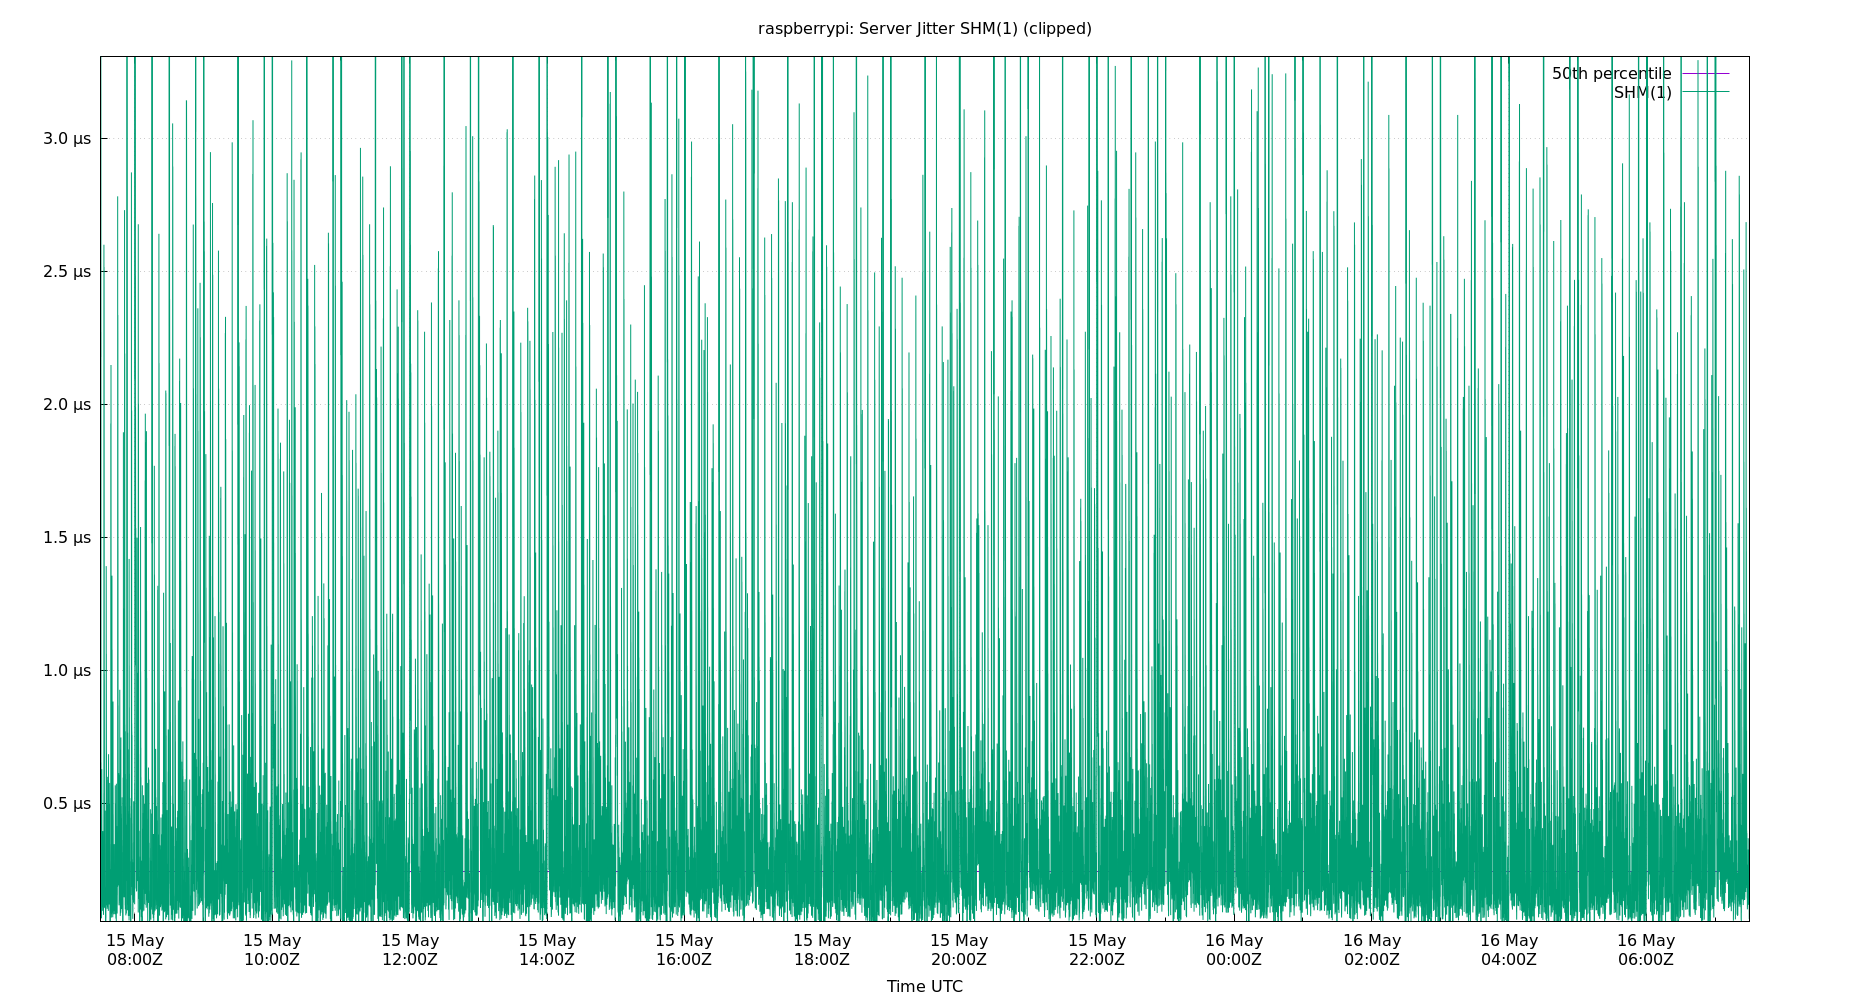 raspberrypi: Server Jitter SHM(1) (clipped)
50th percentile
SHM(1)
3.0 µs
2.5 µs
2.0 µs
1.5 µs
1.0 µs
0.5 µs
15 May 15 May 15 May 15 May 15 May 15 May 15 May 15 May 16 May 16 May 16 May 16 May
08:00Z 10:00Z 12:00Z 14:00Z 16:00Z 18:00Z 20:00Z 22:00Z 00:00Z 02:00Z 04:00Z 06:00Z
Time UTC